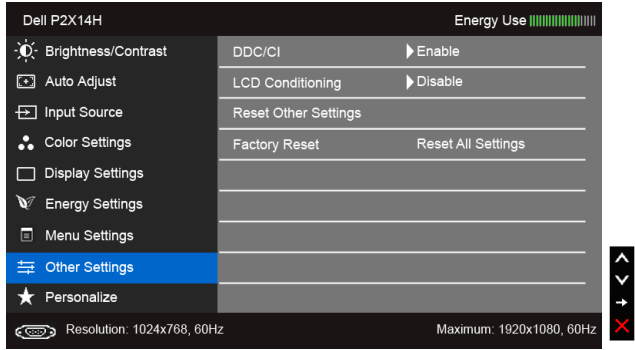 Dell P2X14H Energy Use
Brightness/Contrast DDC/CI Enable
Auto Adjust LCD Conditioning Disable
Input Source Reset Other Settings
Color Settings Factory Reset Reset All Settings
Display Settings
Energy Settings
Menu Settings
Other Settings
Personalize
Resolution: 1024x768, 60Hz Maximum: 1920x1080, 60Hz